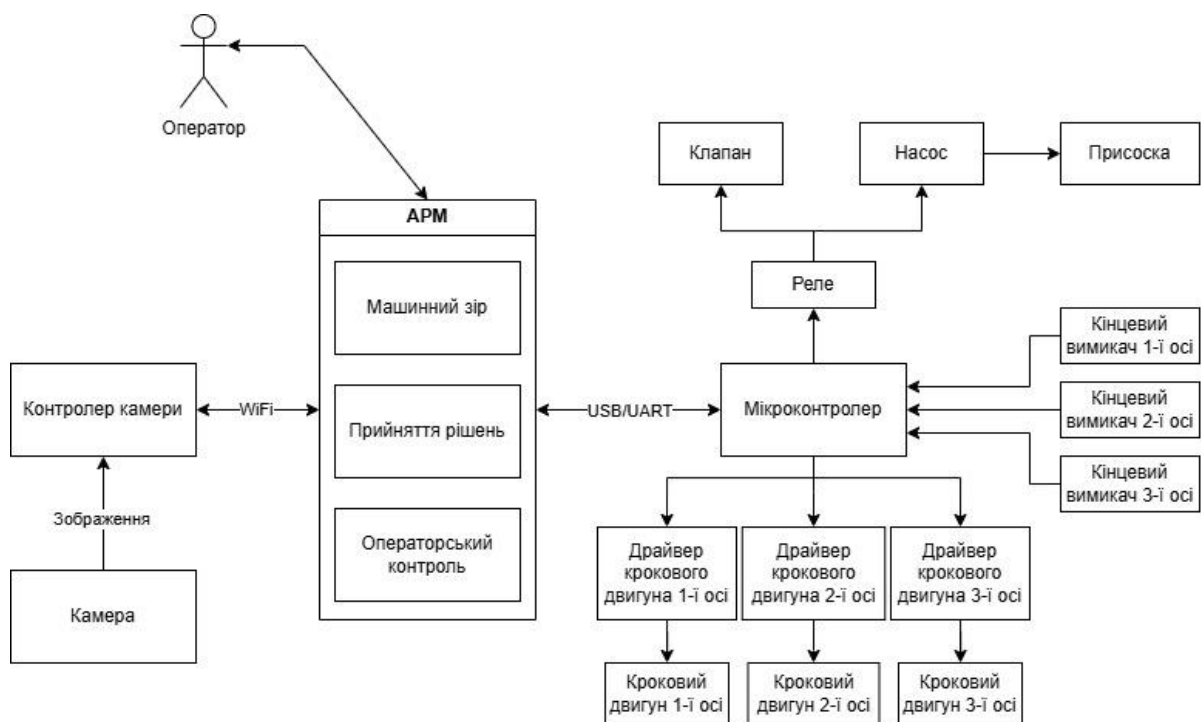 Оператор
Клапан
Насос
Присоска
АРМ
Машинний зір
Реле
Кінцевий
вимикач 1-ї осі
Контролер камери
WiFi
Прийняття рішень
USB/UART
Мікроконтролер
Кінцевий
вимикач 2-ї осі
Кінцевий
вимикач 3-ї осі
Зображення
Операторський
контроль
Драйвер
крокового
двигуна 1-ї осі
Драйвер
крокового
двигуна 2-ї осі
Драйвер
крокового
двигуна 3-ї осі
Камера
Кроковий
двигун 1-ї осі
Кроковий
двигун 2-ї осі
Кроковий
двигун 3-ї осі